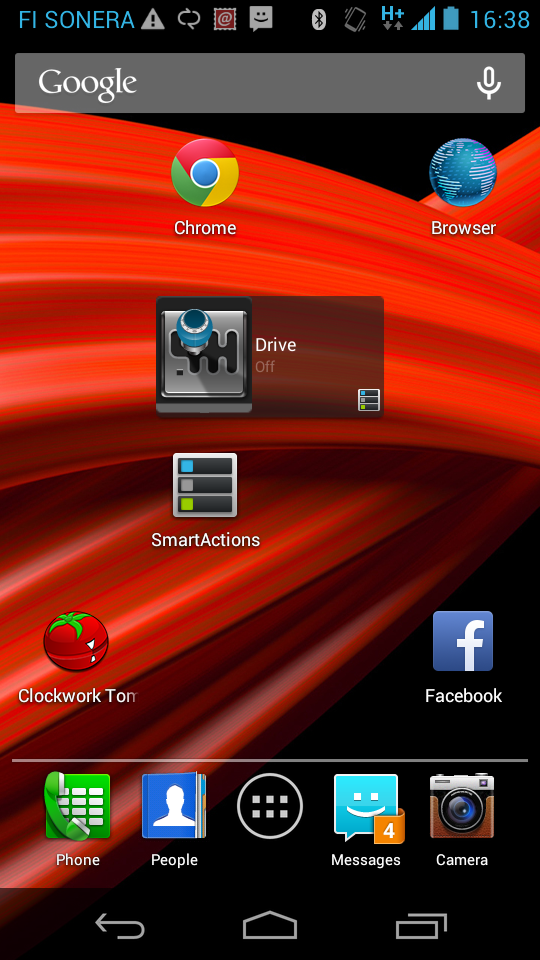 FI SONERA
H+
16:38
Google
Chrome
Browser
Drive
Off
SmartActions
Clockwork Tom
Facebook
4
Phone
People
Messages
Camera